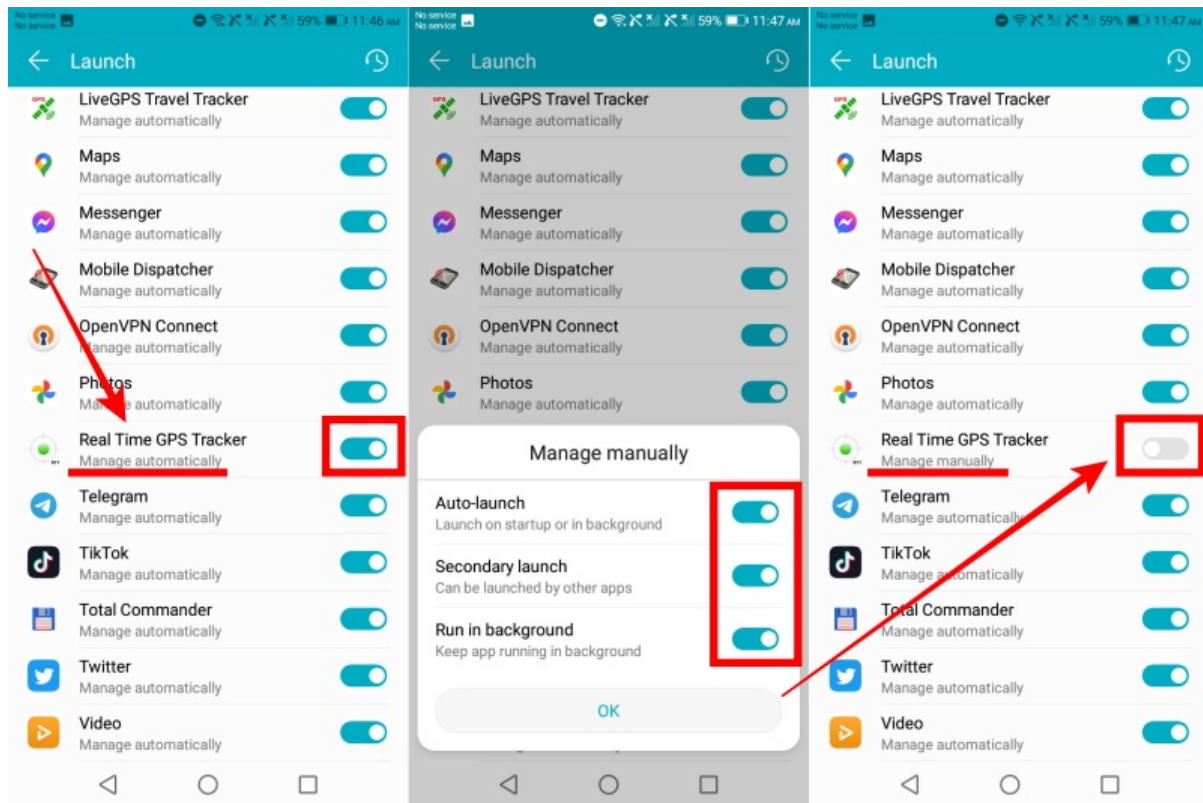 No service
No service
59%
11:46 AM
Launch
LiveGPS Travel Tracker
Manage automatically
Maps
Manage automatically
Messenger
Manage automatically
Mobile Dispatcher
Manage automatically
OpenVPN Connect
Manage automatically
Photos
Manage automatically
Real Time GPS Tracker
Manage automatically
Telegram
Manage automatically
TikTok
Manage automatically
Total Commander
Manage automatically
Twitter
Manage automatically
Video
Manage automatically
No service
No service
59%
11:47 AM
Launch
LiveGPS Travel Tracker
Manage automatically
Maps
Manage automatically
Messenger
Manage automatically
Mobile Dispatcher
Manage automatically
OpenVPN Connect
Manage automatically
Photos
Manage automatically
Manage manually
Auto-launch
Launch on startup or in background
Secondary launch
Can be launched by other apps
Run in background
Keep app running in background
OK
No service
No service
59%
11:47 AM
Launch
LiveGPS Travel Tracker
Manage automatically
Maps
Manage automatically
Messenger
Manage automatically
Mobile Dispatcher
Manage automatically
OpenVPN Connect
Manage automatically
Photos
Manage automatically
Real Time GPS Tracker
Manage manually
Telegram
Manage automatically
TikTok
Manage automatically
Total Commander
Manage automatically
Twitter
Manage automatically
Video
Manage automatically